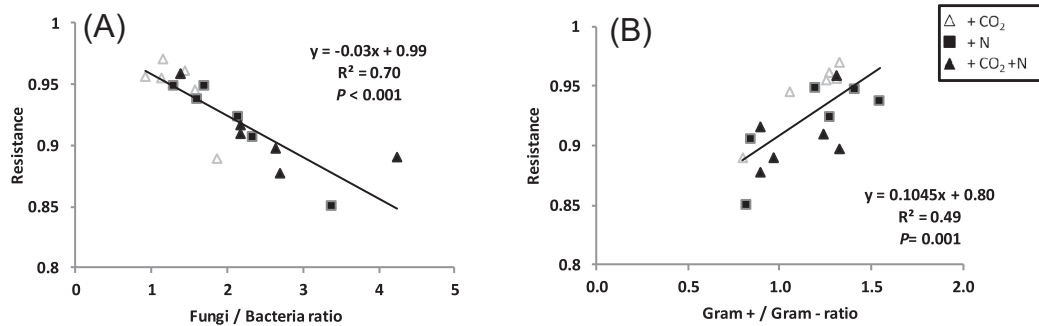 (A)
y = -0.03x + 0.99
R² = 0.70
P < 0.001
1
0.95
0.9
0.85
0.8
Resistance
0
1
2
3
4
5
Fungi / Bacteria ratio
(B)
+ CO₂
+ N
+ CO₂ +N
1
0.95
0.9
0.85
0.8
Resistance
y = 0.1045x + 0.80
R² = 0.49
P= 0.001
0.0
0.5
1.0
1.5
2.0
Gram + / Gram - ratio